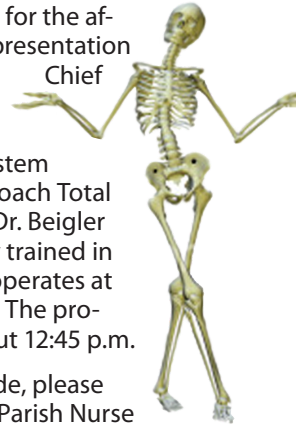 for the af-
presentation
Chief
stem
oach Total
Dr. Beigler
trained in
operates at
The pro-
ut 12:45 p.m.
de, please
Parish Nurse